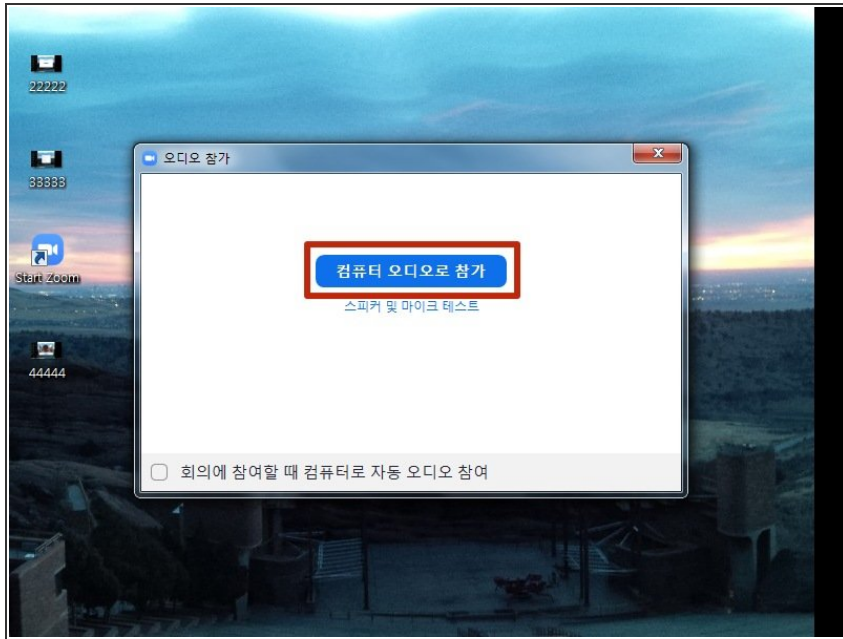 22222
33333
Start Zoom
44444
오디오 참가
컴퓨터 오디오로 참가
스피커 및 마이크 테스트
회의에 참여할 때 컴퓨터로 자동 오디오 참여